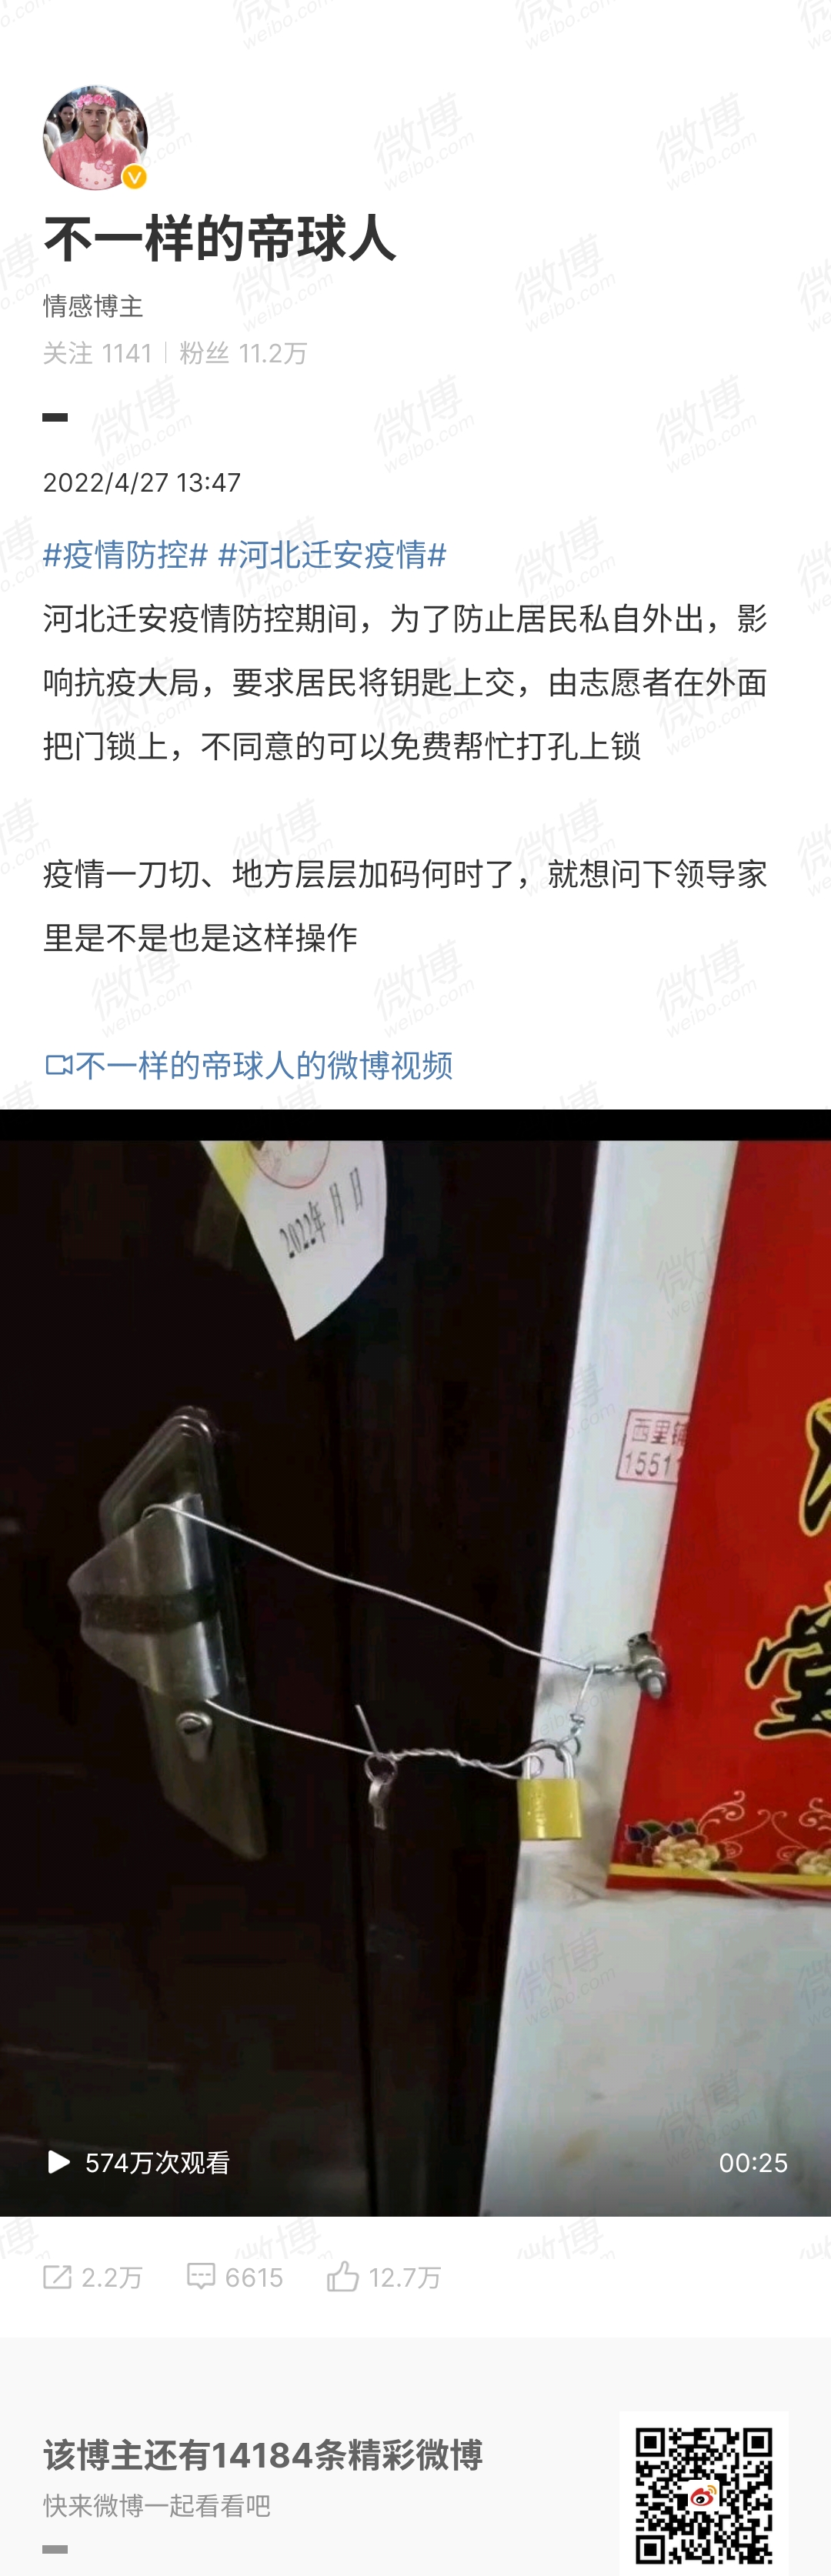 不一样的帝球人
情感博主
关注 1141 | 粉丝 11.2万
2022/4/27 13:47
#疫情防控# #河北迁安疫情#
河北迁安疫情防控期间，为了防止居民私自外出，影
响抗疫大局，要求居民将钥匙上交，由志愿者在外面
把门锁上，不同意的可以免费帮忙打孔上锁
疫情一刀切、地方层层加码何时了，就想问下领导家
里是不是也是这样操作
不一样的帝球人的微博视频
2022年 月 日
西里铺
1551
堂
574万次观看
00:25
2.2万 6615 12.7万
该博主还有14184条精彩微博
快来微博一起看看吧
微博
weibo.com